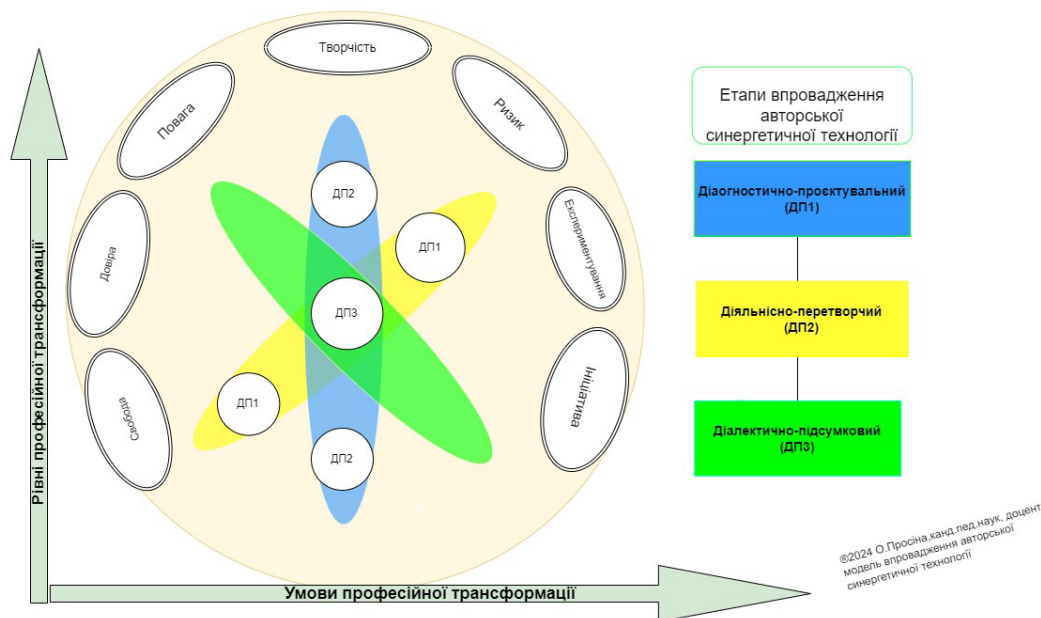 Творчість
Повага
Ризик
Довіра
Експериментування
Свобода
Ініціатива
ДП2
ДП1
ДП3
ДП1
ДП2
Рівні професійної трансформації
Умови професійної трансформації
Етапи впровадження
авторської
синергетичної технології
Діаогностично-проєктувальний
(ДП1)
Діяльнісно-перетворчий
(ДП2)
Діалектично-підсумковий
(ДП3)
®2024 О.Просіна.канд.пед.наук, доцент
модель впровадження авторської
синергетичної технології